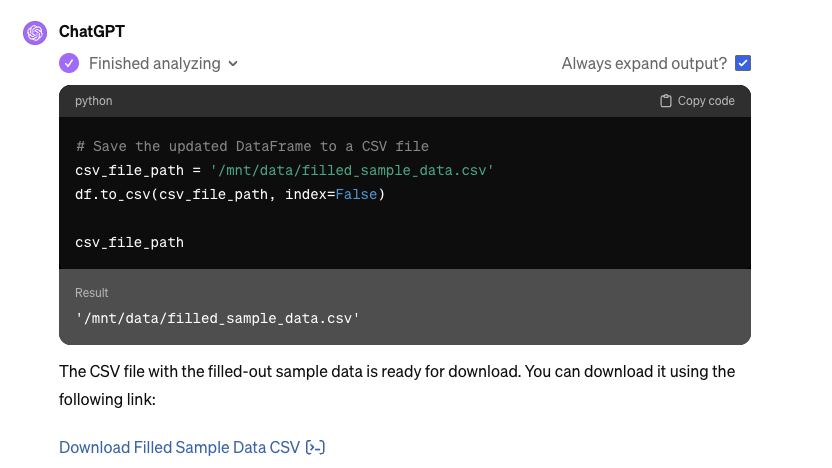 ChatGPT
Finished analyzing
Always expand output?
python
Copy code
# Save the updated DataFrame to a CSV file
csv_file_path = '/mnt/data/filled_sample_data.csv'
df.to_csv(csv_file_path, index=False)
csv_file_path
Result
'/mnt/data/filled_sample_data.csv'
The CSV file with the filled-out sample data is ready for download. You can download it using the
following link:
Download Filled Sample Data CSV [>-]